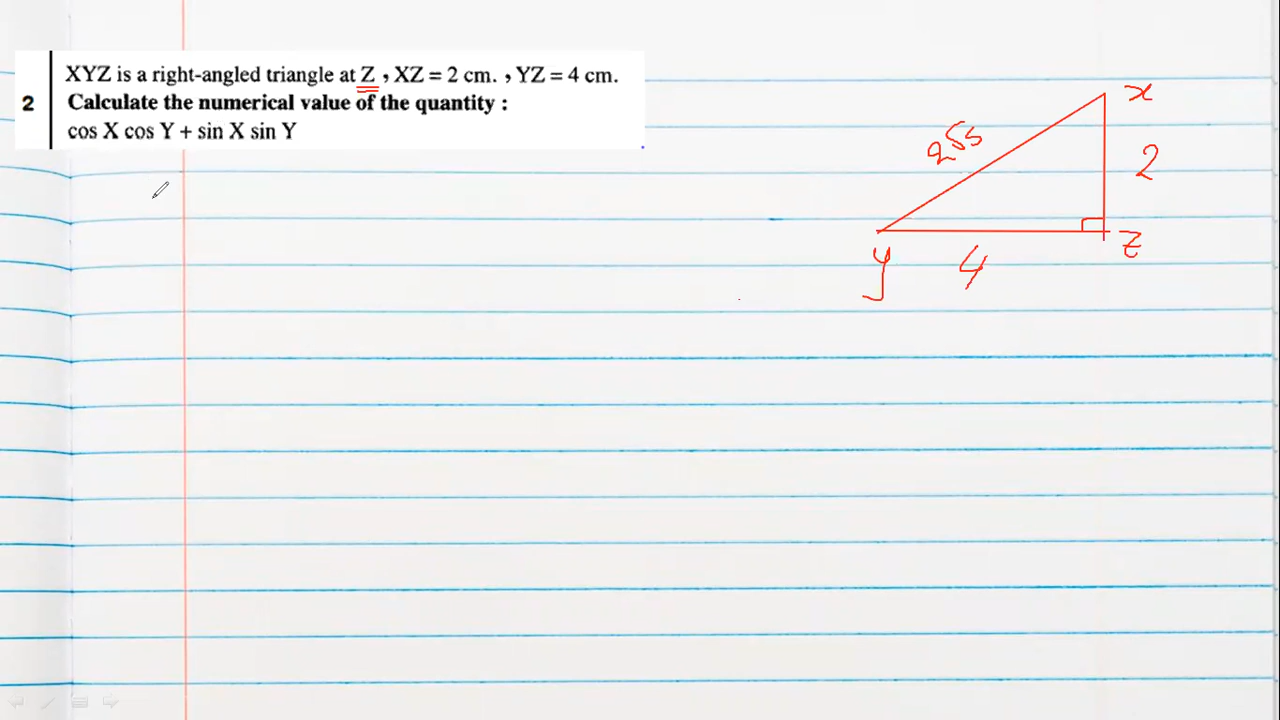 2
XYZ is a right-angled triangle at Z , XZ = 2 cm. , YZ = 4 cm.
Calculate the numerical value of the quantity :
cos X cos Y + sin X sin Y
x
2√5
2
z
y
4